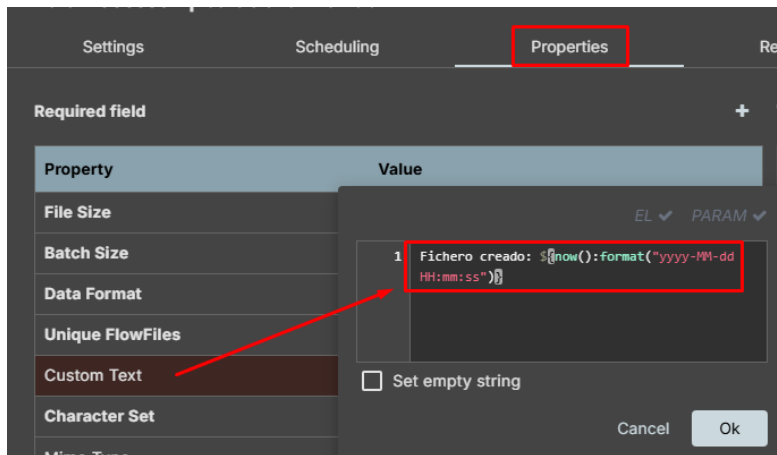 Settings Scheduling Properties Re
Required field +
Property Value
File Size
EL ✔ PARAM ✔
Batch Size
1 Fichero creado: ${now():format("yyyy-MM-dd
HH:mm:ss")}
Data Format
Unique FlowFiles
Custom Text
Set empty string
Character Set
Cancel Ok